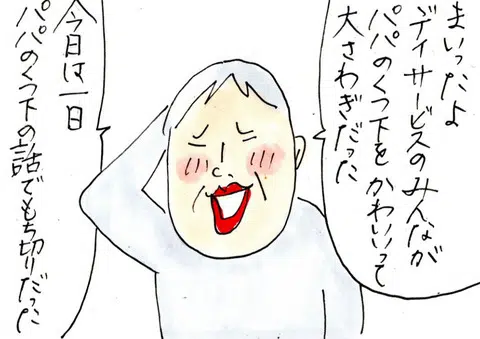 まいったよ
デイサービスのみんなが
パパのくつ下をかわいいって
大さわぎだった
今日は一日
パパのくつ下の話でもち切りだった